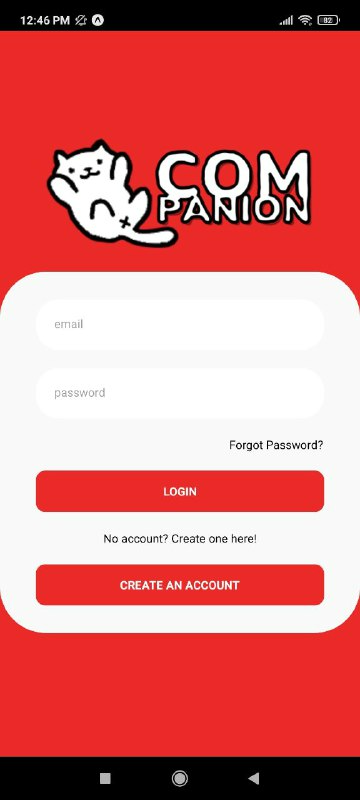 12:46 PM
82
COM
PANION
email
password
Forgot Password?
LOGIN
No account? Create one here!
CREATE AN ACCOUNT